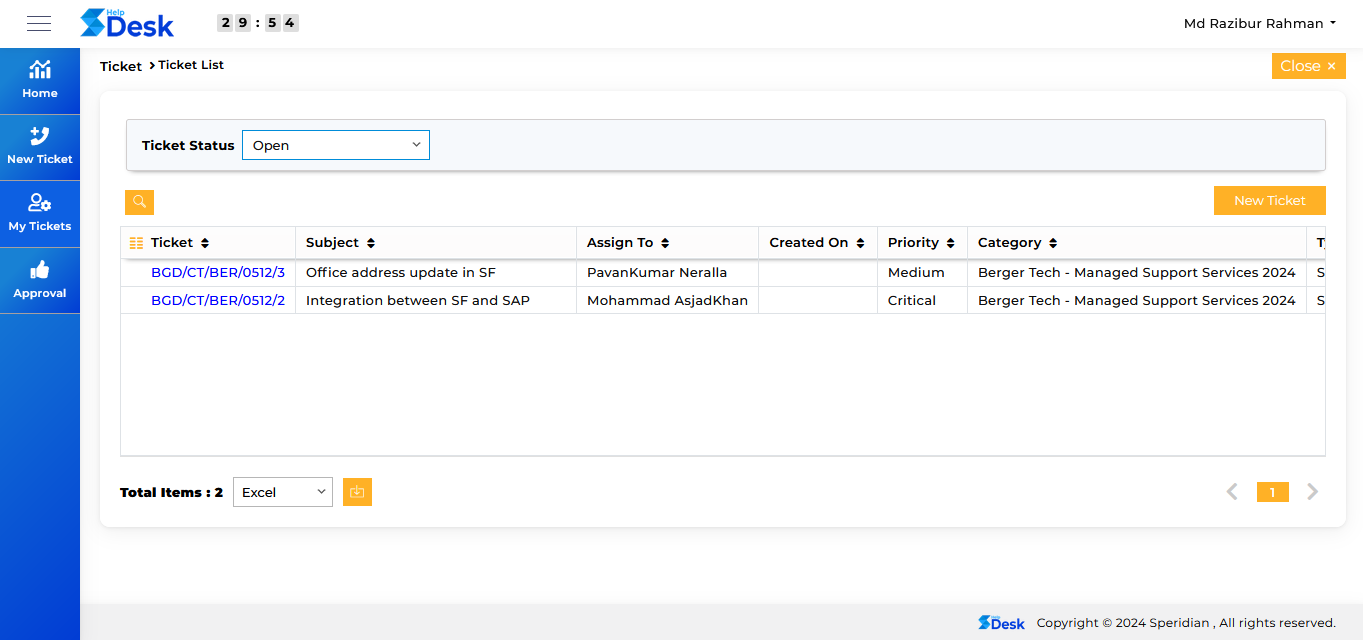 Help
Desk
29:54
Md Razibur Rahman
Ticket > Ticket List
Close ×
Home
New Ticket
My Tickets
Approval
Ticket Status Open
New Ticket
Ticket Subject Assign To Created On Priority Category
BGD/CT/BER/0512/3 Office address update in SF PavanKumar Neralla Medium Berger Tech - Managed Support Services 2024 S
BGD/CT/BER/0512/2 Integration between SF and SAP Mohammad AsjadKhan Critical Berger Tech - Managed Support Services 2024 S
Total Items : 2 Excel
1
Desk Copyright © 2024 Speridian , All rights reserved.